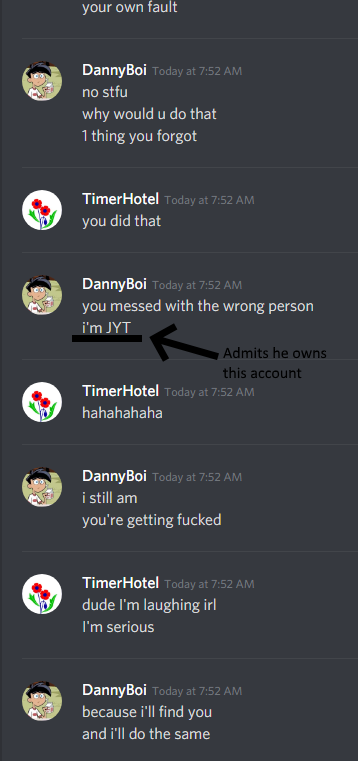 your own fault
DannyBoi Today at 7:52 AM
no stfu
why would u do that
1 thing you forgot
TimerHotel Today at 7:52 AM
you did that
DannyBoi Today at 7:52 AM
you messed with the wrong person
i'm JYT
Admits he owns
this account
TimerHotel Today at 7:52 AM
hahahahaha
DannyBoi Today at 7:52 AM
i still am
you're getting fucked
TimerHotel Today at 7:52 AM
dude I'm laughing irl
I'm serious
DannyBoi Today at 7:52 AM
because i'll find you
and i'll do the same